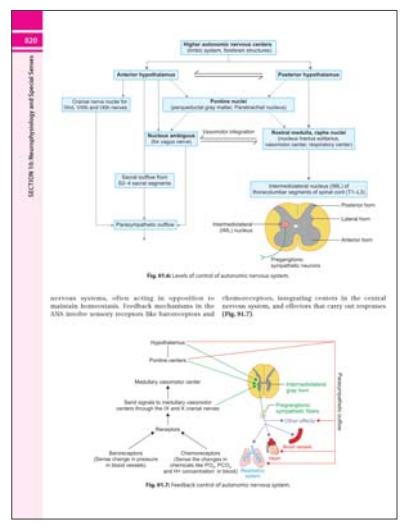 820
SECTION 10: Neurophysiology and Special Senses
Higher autonomic nervous centers
(limbic system, forebrain structures)
Anterior hypothalamus
Posterior hypothalamus
Cranial nerve nuclei for
IIIrd, VIIth and IXth nerves
Pontine nuclei
(periqueductal gray matter, Parabrachial nucleus)
Nucleus ambiguus
(for vagus nerve)
Vasomotor integration
Rostral medulla, raphe nuclei
(nucleus tractus solitarius,
vasomotor center, respiratory center)
Sacral outflow from
S2–4 sacral segments
Intermediolateral nucleus (IML) of
thoracolumbar segments of spinal cord (T1–L3)
Parasympathetic outflow
Posterior horn
Lateral horn
Anterior horn
Intermediolateral
(IML) nucleus
Preganglionic
sympathetic neurons
Fig. 91.6: Levels of control of autonomic nervous system.
nervous systems, often acting in opposition to
maintain homeostasis. Feedback mechanisms in the
ANS involve sensory receptors like baroreceptors and
chemoreceptors, integrating centers in the central
nervous system, and effectors that carry out responses
(Fig. 91.7).
Hypothalamus
Pontine centers
Medullary vasomotor center
Send signals to medullary vasomotor
centers through the IX and X cranial nerves
Receptors
Baroreceptors
(Sense change in pressure
in blood vessels)
Chemoreceptors
(Sense the changes in
chemicals like PO2, PCO2,
and H+ concentration in blood)
Intermediolateral
gray horn
Preganglionic
sympathetic fibers
Other effects
Blood vessels
Heart
Respiratory
system
Parasympathetic outflow
Fig. 91.7: Feedback control of autonomic nervous system.